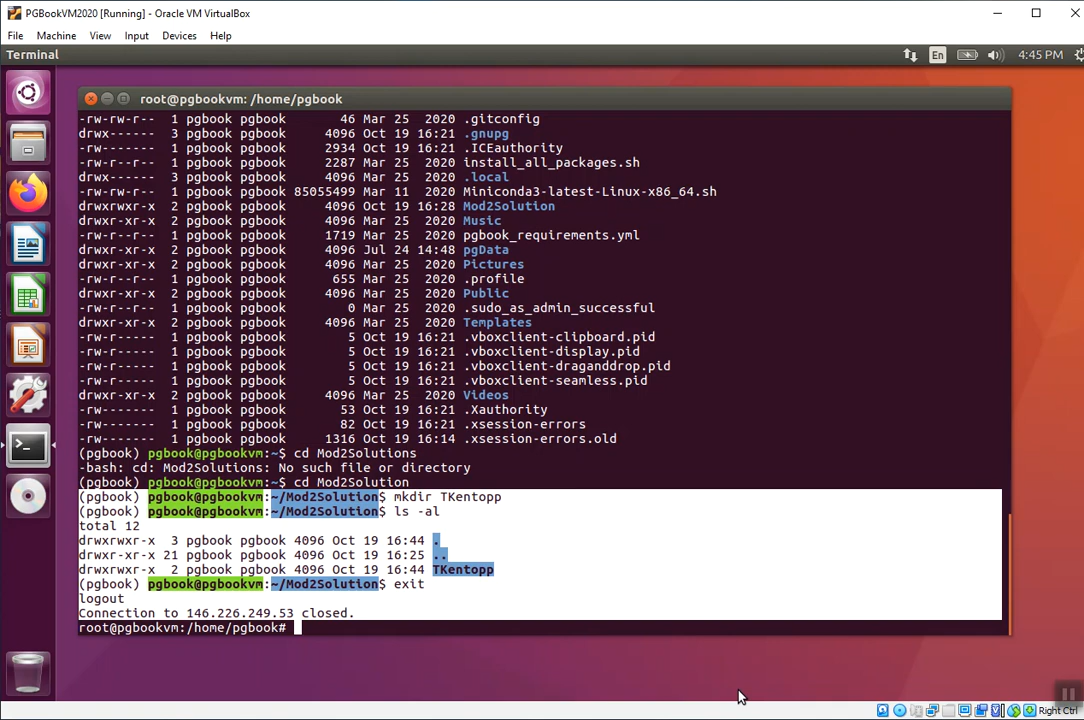 PGBookVM2020 [Running] - Oracle VM VirtualBox
File Machine View Input Devices Help
Terminal En 4:45 PM
root@pgbookvm: /home/pgbook
-rw-rw-r-- 1 pgbook pgbook 46 Mar 25 2020 .gitconfig
drwx------ 3 pgbook pgbook 4096 Oct 19 16:21 .gnupg
-rw------- 1 pgbook pgbook 2934 Oct 19 16:21 .ICEauthority
-rw-r--r-- 1 pgbook pgbook 2287 Mar 25 2020 install_all_packages.sh
drwx------ 3 pgbook pgbook 4096 Oct 19 16:21 .local
-rw-rw-r-x 1 pgbook pgbook 85055499 Mar 11 2020 Miniconda3-latest-Linux-x86_64.sh
drwxrwxr-x 2 pgbook pgbook 4096 Oct 19 16:28 Mod2Solution
drwxr-xr-x 2 pgbook pgbook 4096 Mar 25 2020 Music
-rw-rw-r-- 1 pgbook pgbook 1719 Mar 25 2020 pgbook_requirements.yml
drwxr-xr-x 2 pgbook pgbook 4096 Jul 24 14:48 pgData
drwxr-xr-x 2 pgbook pgbook 4096 Mar 25 2020 Pictures
-rw-r--r-- 1 pgbook pgbook 655 Mar 25 2020 .profile
drwxr-xr-x 2 pgbook pgbook 4096 Mar 25 2020 Public
-rw-r--r-- 1 pgbook pgbook 0 Mar 25 2020 .sudo_as_admin_successful
drwxr-xr-x 2 pgbook pgbook 4096 Mar 25 2020 Templates
-rw-r----- 1 pgbook pgbook 5 Oct 19 16:21 .vboxclient-clipboard.pid
-rw-r----- 1 pgbook pgbook 5 Oct 19 16:21 .vboxclient-display.pid
-rw-r----- 1 pgbook pgbook 5 Oct 19 16:21 .vboxclient-draganddrop.pid
-rw-r----- 1 pgbook pgbook 5 Oct 19 16:21 .vboxclient-seamless.pid
drwxr-xr-x 2 pgbook pgbook 4096 Mar 25 2020 Videos
-rw------- 1 pgbook pgbook 53 Oct 19 16:21 .Xauthority
-rw------- 1 pgbook pgbook 82 Oct 19 16:21 .xsession-errors
-rw------- 1 pgbook pgbook 1316 Oct 19 16:14 .xsession-errors.old
(pgbook) pgbook@pgbookvm:~$ cd Mod2Solutions
-bash: cd: Mod2Solutions: No such file or directory
(pgbook) pgbook@pgbookvm:~$ cd Mod2Solution
(pgbook) pgbook@pgbookvm:~/Mod2Solution$ mkdir TKentopp
(pgbook) pgbook@pgbookvm:~/Mod2Solution$ ls -al
total 12
drwxrwxr-x 3 pgbook pgbook 4096 Oct 19 16:44 .
drwxr-xr-x 21 pgbook pgbook 4096 Oct 19 16:25 ..
drwxrwxr-x 2 pgbook pgbook 4096 Oct 19 16:44 TKentopp
(pgbook) pgbook@pgbookvm:~/Mod2Solution$ exit
logout
Connection to 146.226.249.53 closed.
root@pgbookvm:/home/pgbook#
Right Ctrl